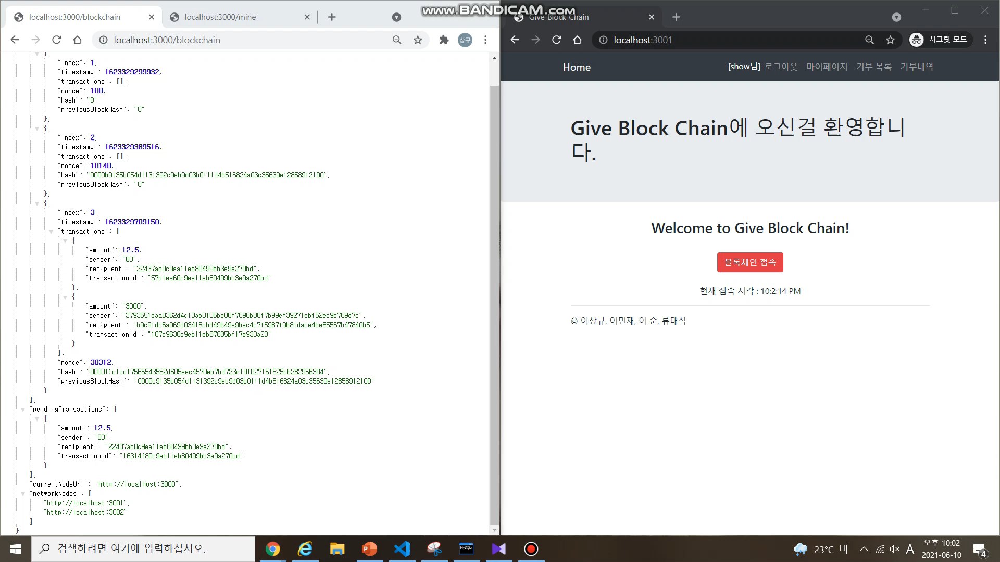 localhost:3000/blockchain
localhost:3000/mine
www.BANDICAM.com
Give Block Chain
localhost:3000/blockchain
상규
localhost:3001
시크릿 모드
{
"index": 1,
"timestamp": 1623329299932,
"transactions": [],
"nonce": 100,
"hash": "0",
"previousBlockHash": "0"
},
{
"index": 2,
"timestamp": 1623329389516,
"transactions": [],
"nonce": 18140,
"hash": "0000b9135b054d1131392c9eb9d03b0111d4b516824a03c35639e12858912100",
"previousBlockHash": "0"
},
{
"index": 3,
"timestamp": 1623329709150,
"transactions": [
{
"amount": 12.5,
"sender": "00",
"recipient": "22437ab0c9ea11eb80499bb3e9a270bd",
"transactionId": "57b1ea60c9ea11eb80499bb3e9a270bd"
},
{
"amount": "3000",
"sender": "3793551daa0362d4c13ab0f05be00f7696b80f7b99ef39271ebf52ec9b769d7c",
"recipient": "b9c91dc6a069d03415cbd49b49a9bec4c7f5987f9b81dace4be65567b47840b5",
"transactionId": "107c9630c9eb11eb87835bf17e930a23"
}
],
"nonce": 38312,
"hash": "000011c1cc17565543562d605eec4570eb7bd723c10f027151525bb282956304",
"previousBlockHash": "0000b9135b054d1131392c9eb9d03b0111d4b516824a03c35639e12858912100"
}
],
"pendingTransactions": [
{
"amount": 12.5,
"sender": "00",
"recipient": "22437ab0c9ea11eb80499bb3e9a270bd",
"transactionId": "16314f80c9eb11eb80499bb3e9a270bd"
}
],
"currentNodeUrl": "http://localhost:3000",
"networkNodes": [
"http://localhost:3001",
"http://localhost:3002"
]
}
Home
[show님] 로그아웃 마이페이지 기부 목록 기부내역
Give Block Chain에 오신걸 환영합니
다.
Welcome to Give Block Chain!
블록체인 접속
현재 접속 시각 : 10:2:14 PM
© 이상규, 이민재, 이 준, 류대식
검색하려면 여기에 입력하십시오.
MySQL>
23°C 비
A
오후 10:02
2021-06-10
4